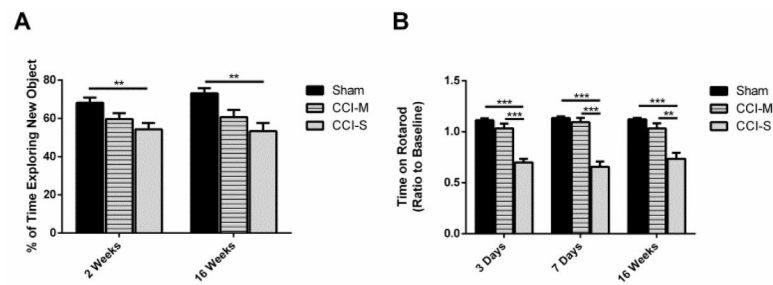 A
% of Time Exploring New Object
80
60
40
20
0
**
**
Sham
CCI-M
CCI-S
2 Weeks
16 Weeks
B
Time on Rotarod
(Ratio to Baseline)
1.5
1.0
0.5
0.0
***
***
***
***
***
**
Sham
CCI-M
CCI-S
3 Days
7 Days
16 Weeks